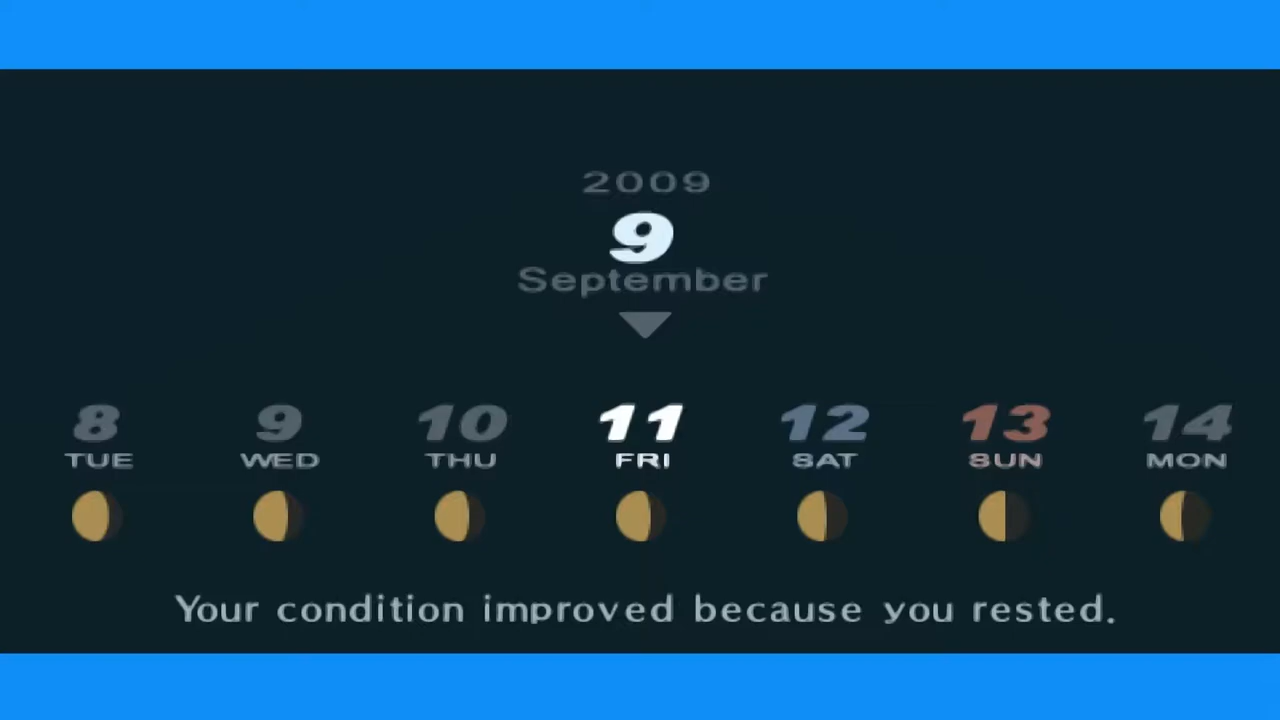 2009
9
September
8 9 10 11 12 13 14
TUE WED THU FRI SAT SUN MON
Your condition improved because you rested.